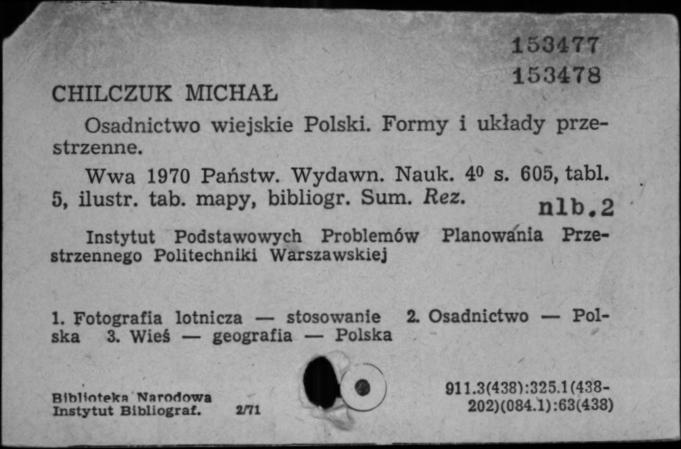 153477
153478
CHILCZUK MICHAŁ
Osadnictwo wiejskie Polski. Formy i układy prze-
strzenne.
Wwa 1970 Państw. Wydawn. Nauk. 4⁰ s. 605, tabl.
5, ilustr. tab. mapy, bibliogr. Sum. Rez.
nlb.2
Instytut Podstawowych Problemów Planowania Prze-
strzennego Politechniki Warszawskiej
1. Fotografia lotnicza — stosowanie 2. Osadnictwo — Pol-
ska 3. Wieś — geografia — Polska
Biblioteka Narodowa
Instytut Bibliograf. 2/71
911.3(438):325.1(438-
202)(084.1):63(438)